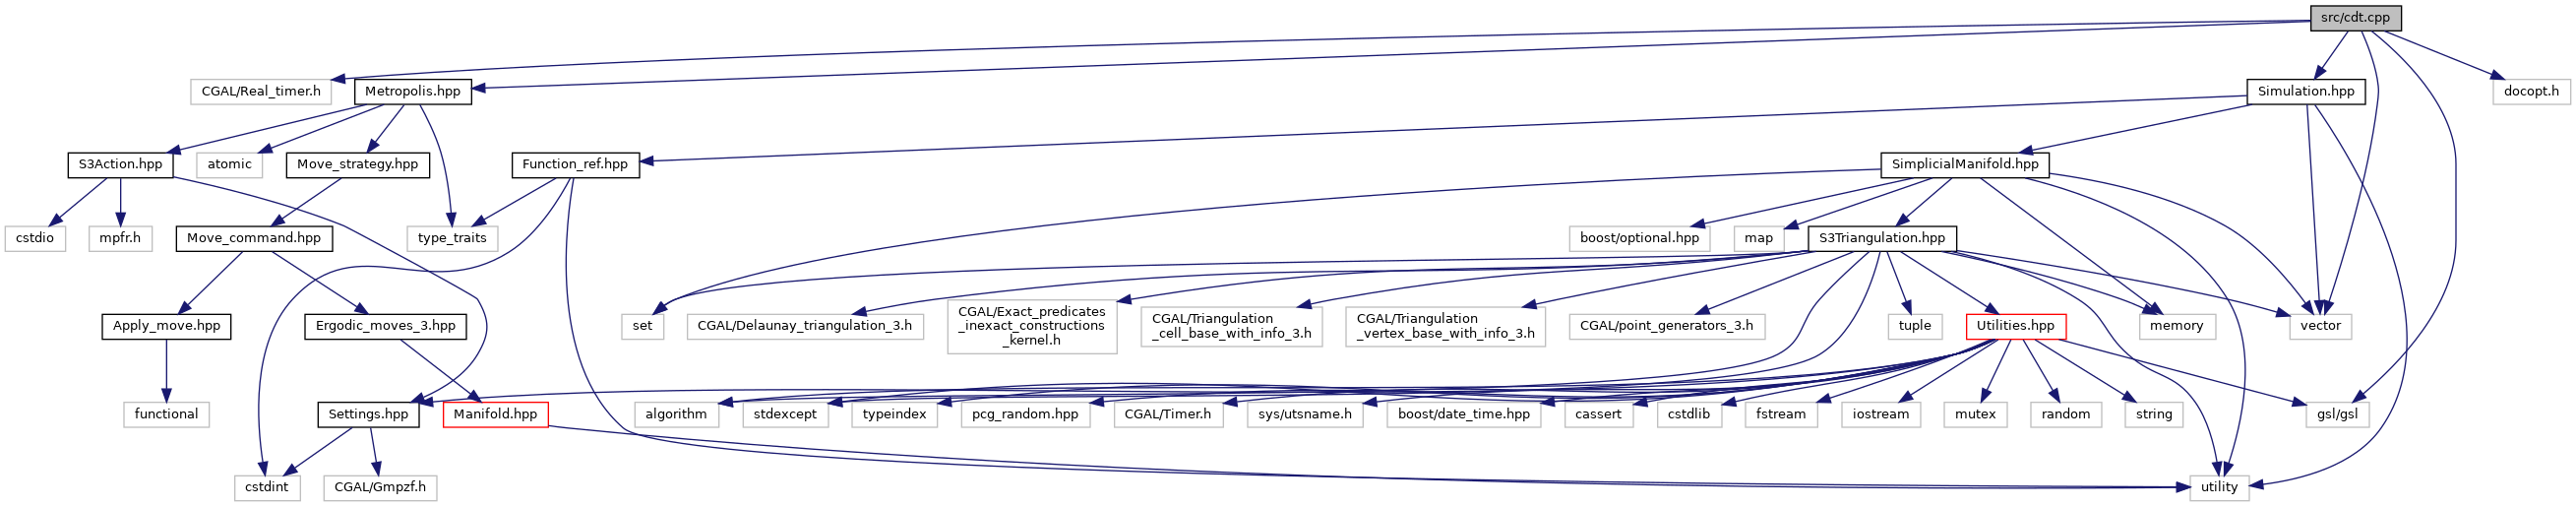 src/cdt.cpp
CGAL/Real_timer.h
Metropolis.hpp
Simulation.hpp
docopt.h
S3Action.hpp
atomic
Move_strategy.hpp
Function_ref.hpp
SimplicialManifold.hpp
cstdio
mpfr.h
Move_command.hpp
type_traits
boost/optional.hpp
map
S3Triangulation.hpp
Apply_move.hpp
Ergodic_moves_3.hpp
set
CGAL/Delaunay_triangulation_3.h
CGAL/Exact_predicates
_inexact_constructions
_kernel.h
CGAL/Triangulation
_cell_base_with_info_3.h
CGAL/Triangulation
_vertex_base_with_info_3.h
CGAL/point_generators_3.h
tuple
Utilities.hpp
memory
vector
functional
Settings.hpp
Manifold.hpp
algorithm
stdexcept
typeindex
pcg_random.hpp
CGAL/Timer.h
sys/utsname.h
boost/date_time.hpp
cassert
cstdlib
fstream
iostream
mutex
random
string
gsl/gsl
cstdint
CGAL/Gmpzf.h
utility